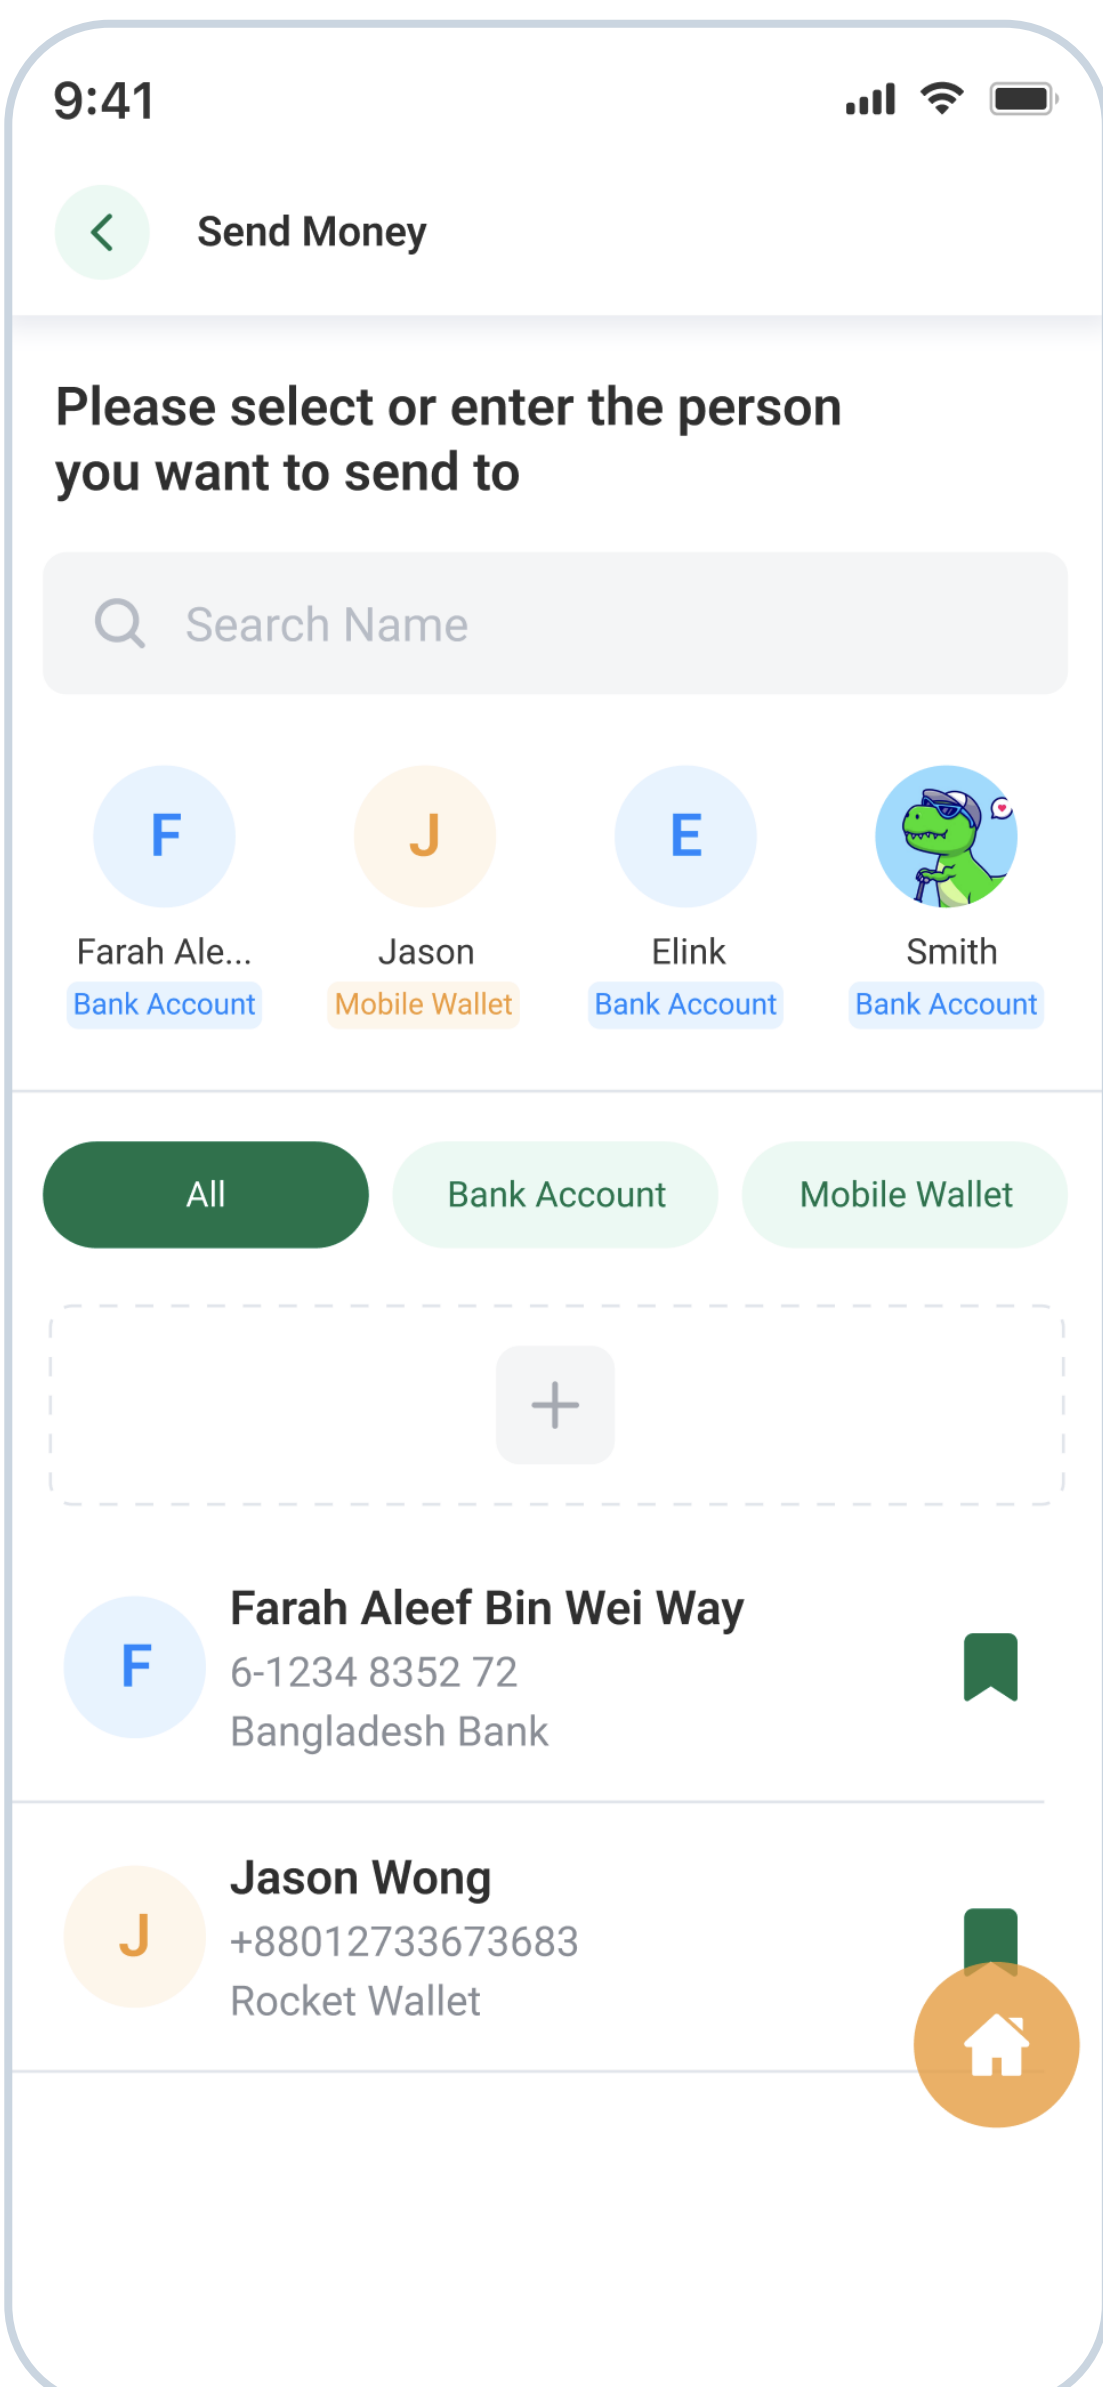 9:41
Send Money
Please select or enter the person
you want to send to
Search Name
F
J
E
Farah Ale...
Jason
Elink
Smith
Bank Account
Mobile Wallet
Bank Account
Bank Account
All
Bank Account
Mobile Wallet
F
Farah Aleef Bin Wei Way
6-1234 8352 72
Bangladesh Bank
J
Jason Wong
+88012733673683
Rocket Wallet